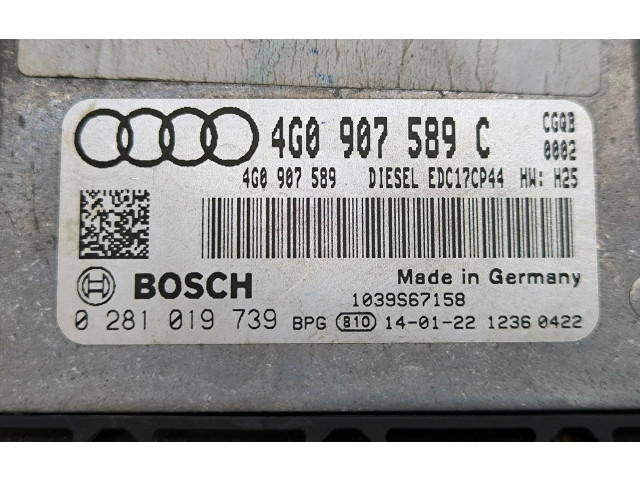 4G0 907 589 C CGQB
0002
4G0 907 589 DIESEL EDC17CP44 HW: H25
BOSCH Made in Germany
1039S67158
0 281 019 739 BPG 810 14-01-22 1236 0422